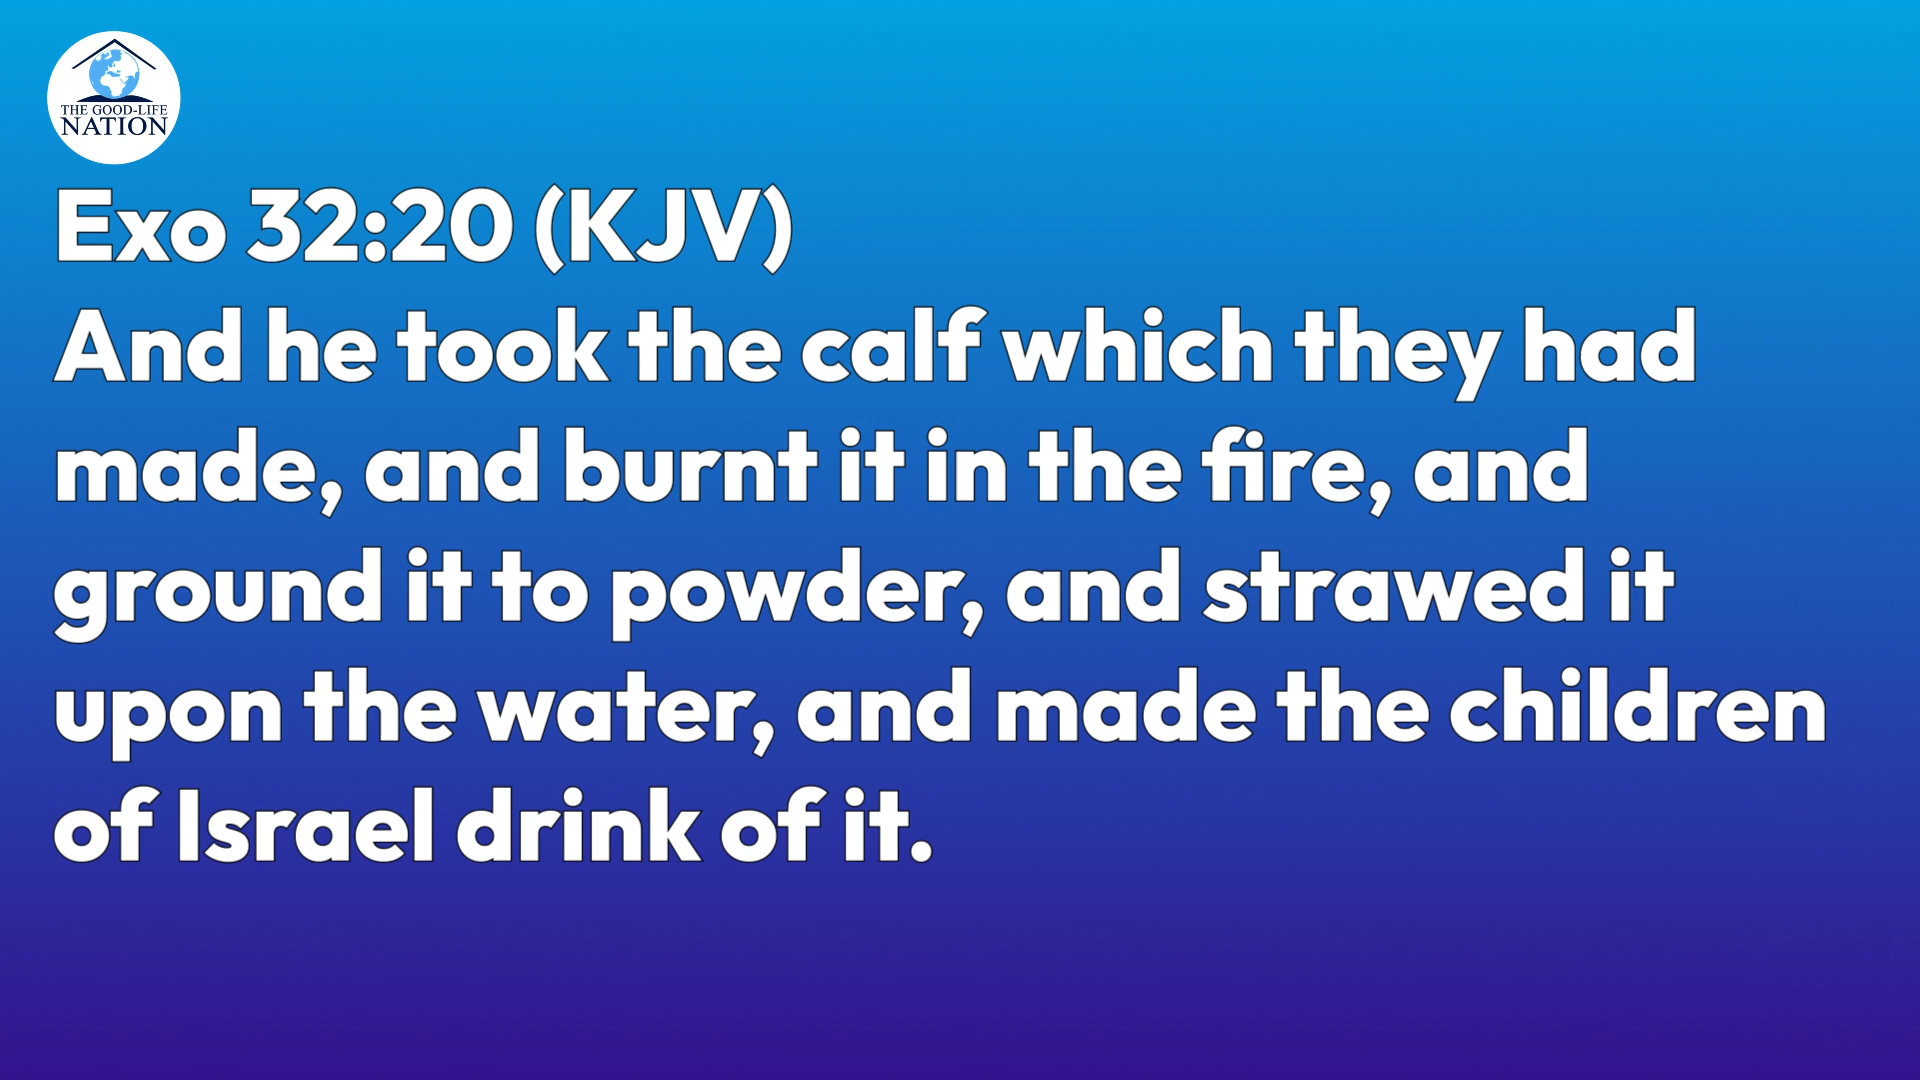 THE GOOD-LIFE
NATION
Exo 32:20 (KJV)
And he took the calf which they had
made, and burnt it in the fire, and
ground it to powder, and strawed it
upon the water, and made the children
of Israel drink of it.